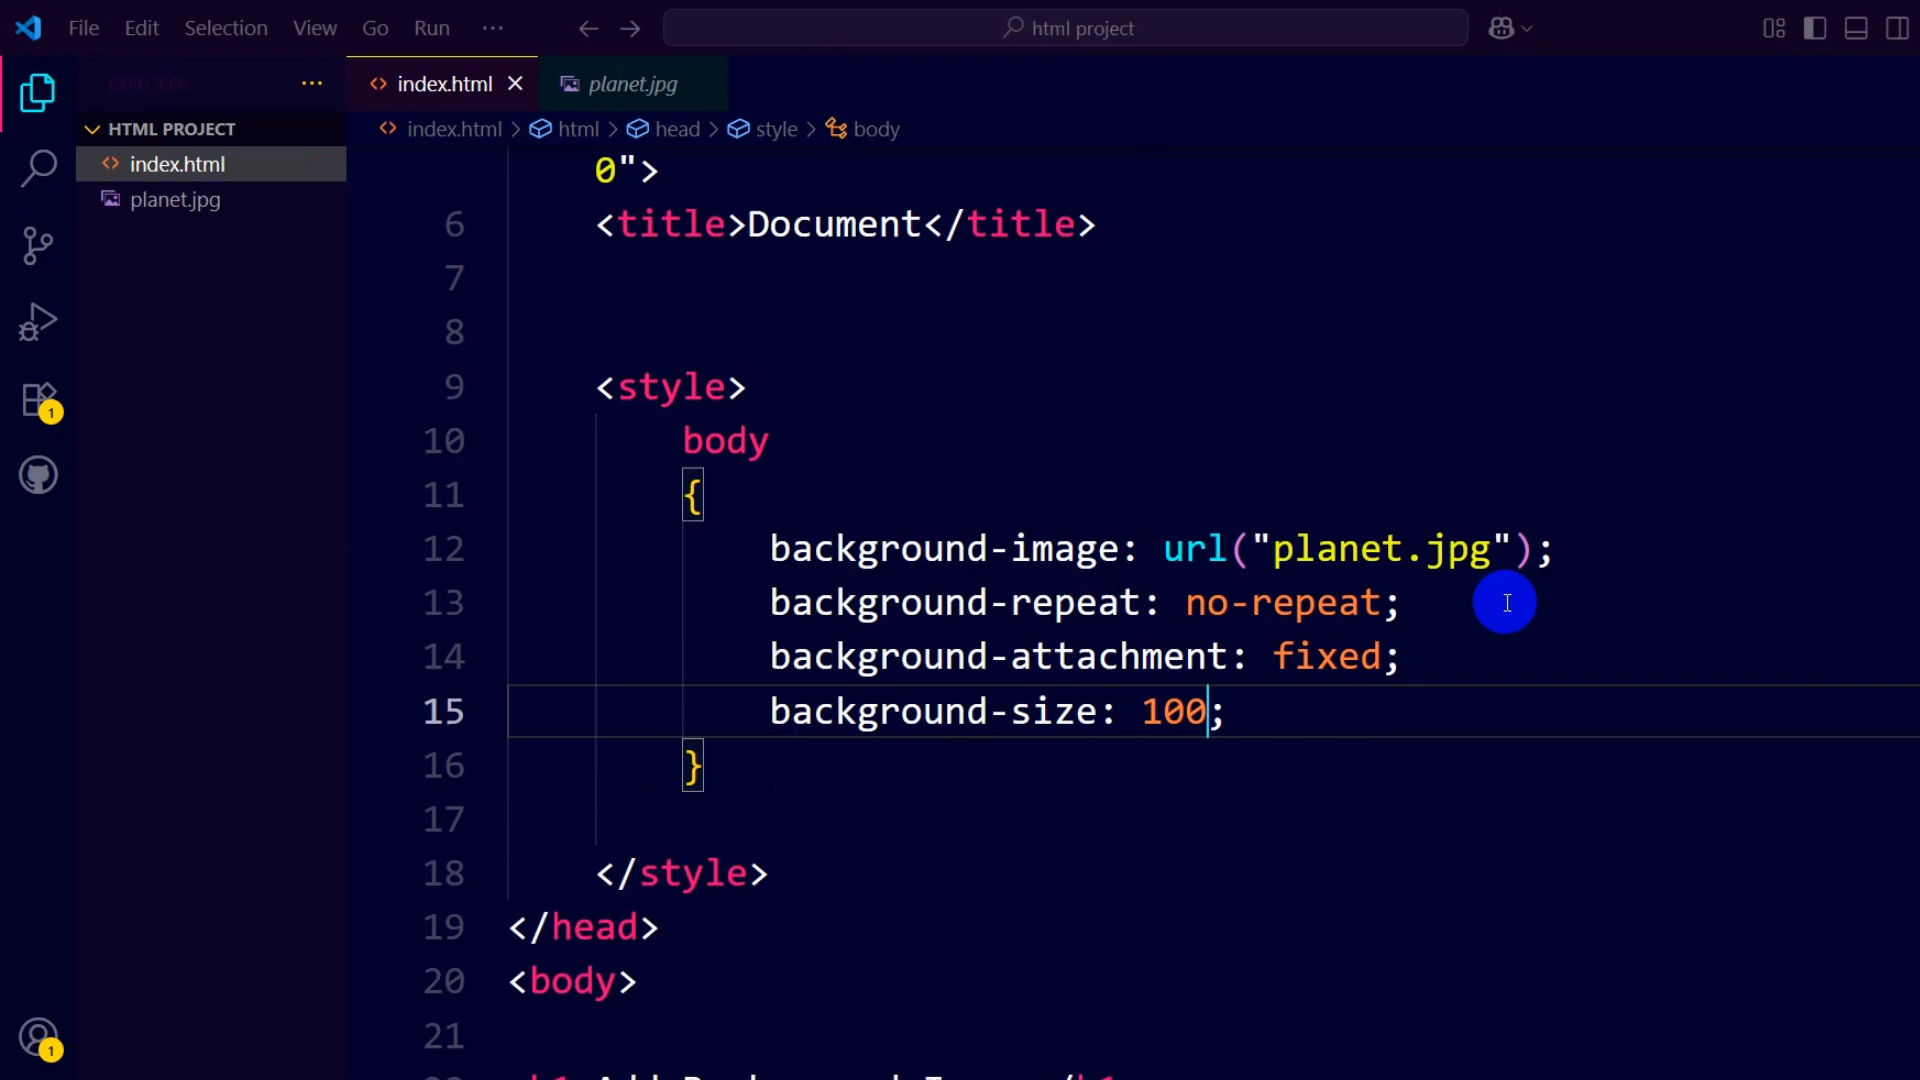 File Edit Selection View Go Run ···
html project
EXPLORER ···
index.html
planet.jpg
HTML PROJECT
index.html
planet.jpg
index.html > html > head > style > body
0">
6 <title>Document</title>
7
8
9 <style>
10 body
11 {
12 background-image: url("planet.jpg");
13 background-repeat: no-repeat;
14 background-attachment: fixed;
15 background-size: 100;
16 }
17
18 </style>
19 </head>
20 <body>
21
1
1